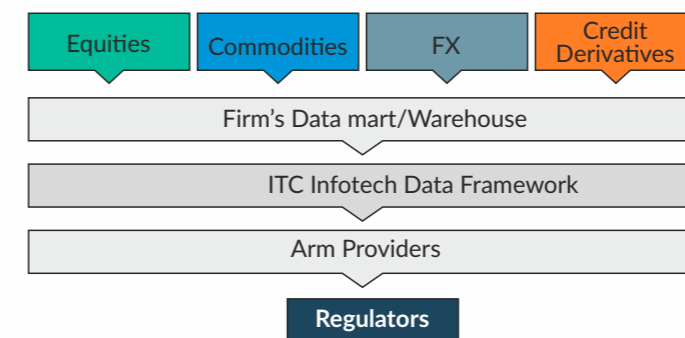 Equities
Commodities
FX
Credit
Derivatives
Firm's Data mart/Warehouse
ITC Infotech Data Framework
Arm Providers
Regulators